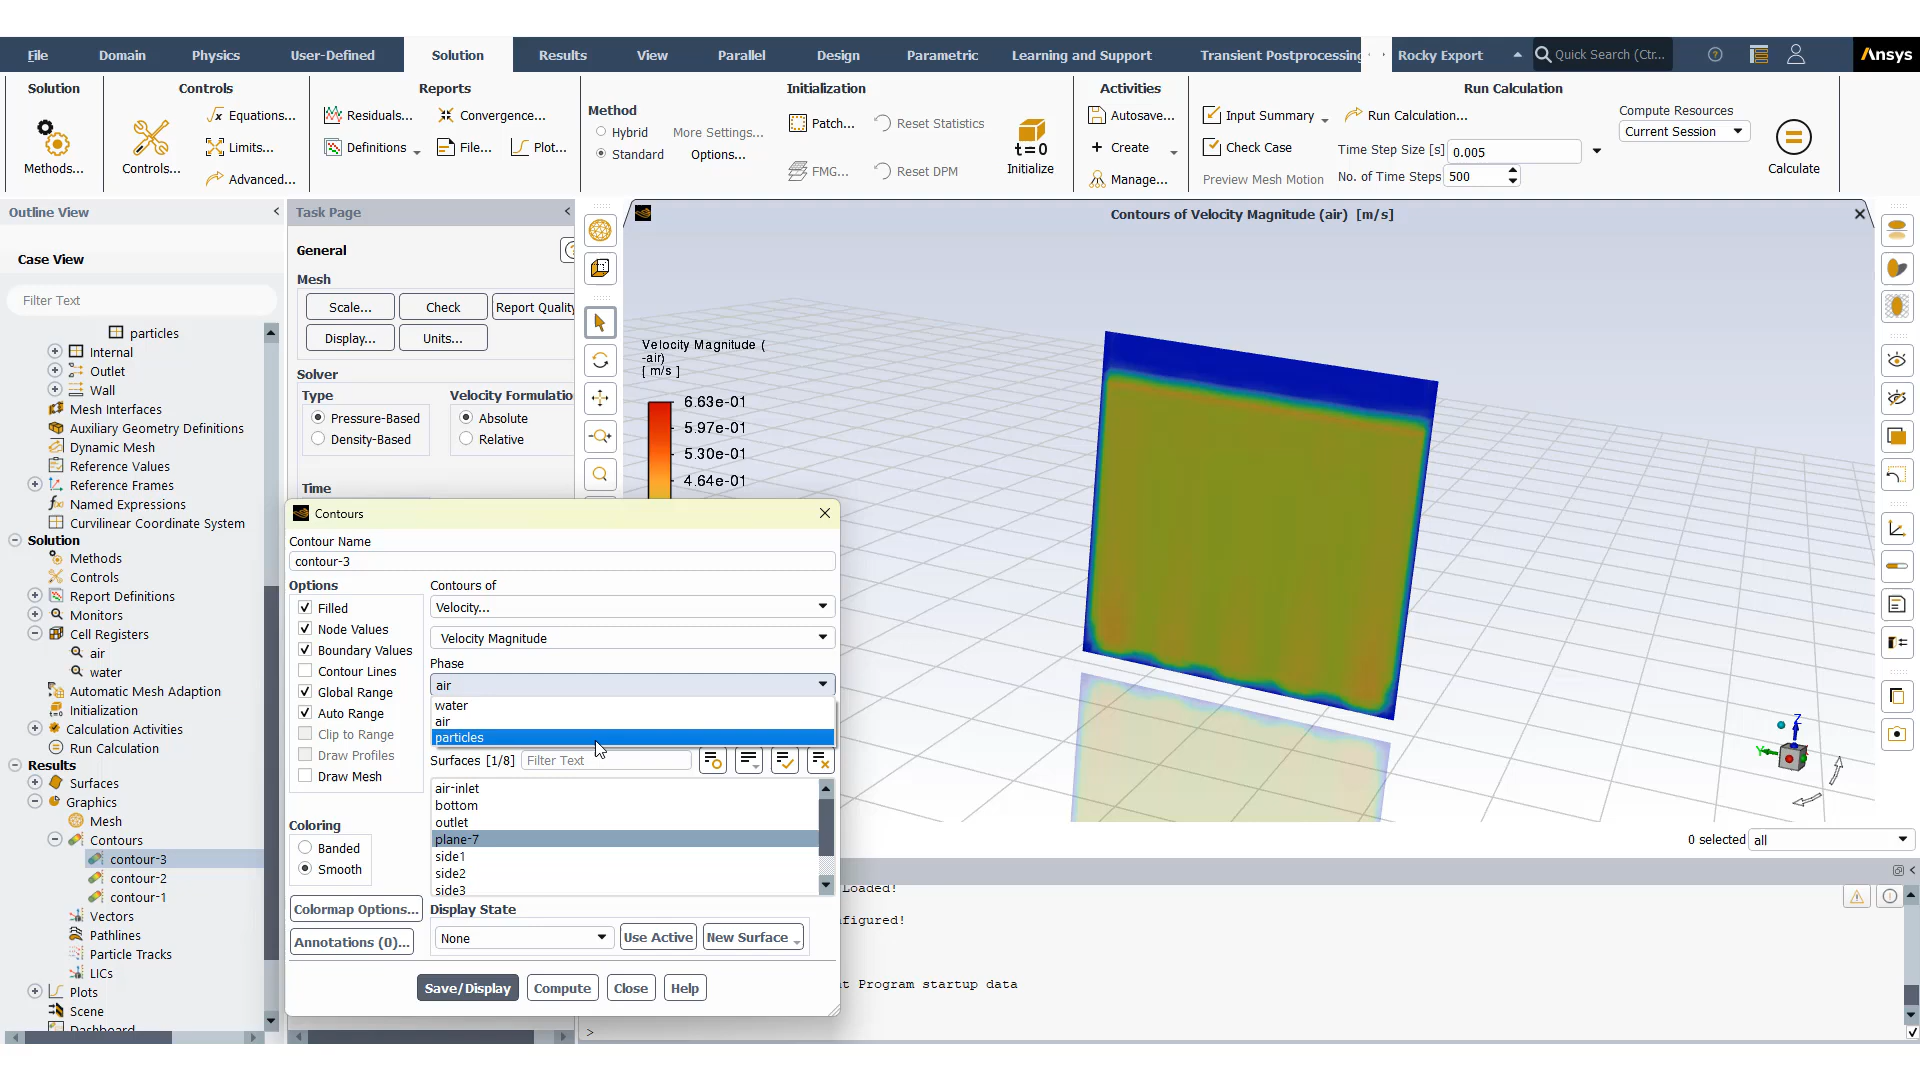 File Domain Physics User-Defined Solution Results View Parallel Design Parametric Learning and Support Transient Postprocessing Rocky Export Quick Search (Ctr... Ansys
Solution Controls Reports Initialization Activities Run Calculation
Methods...
Controls...
Equations...
Limits...
Advanced...
Residuals... Convergence...
Definitions File... Plot...
Method
Hybrid More Settings...
Standard Options...
Patch... Reset Statistics
FMG... Reset DPM
t=0
Initialize
Autosave...
Create
Manage...
Input Summary Run Calculation...
Check Case Time Step Size [s] 0.005
Preview Mesh Motion No. of Time Steps 500
Compute Resources
Current Session
Calculate
Outline View
Case View
Filter Text
particles
Internal
Outlet
Wall
Mesh Interfaces
Auxiliary Geometry Definitions
Dynamic Mesh
Reference Values
Reference Frames
Named Expressions
Curvilinear Coordinate System
Solution
Methods
Controls
Report Definitions
Monitors
Cell Registers
air
water
Automatic Mesh Adaption
Initialization
Calculation Activities
Run Calculation
Results
Surfaces
Graphics
Mesh
Contours
contour-3
contour-2
contour-1
Vectors
Pathlines
Particle Tracks
LICs
Plots
Scene
Dashboard
Task Page
General
Mesh
Scale... Check Report Quality
Display... Units...
Solver
Type Velocity Formulatio
Pressure-Based Absolute
Density-Based Relative
Time
Contours of Velocity Magnitude (air) [m/s]
Velocity Magnitude (
-air)
[ m/s ]
6.63e-01
5.97e-01
5.30e-01
4.64e-01
Z
Y
Contours
Contour Name
contour-3
Options
Filled
Node Values
Boundary Values
Contour Lines
Global Range
Auto Range
Clip to Range
Draw Profiles
Draw Mesh
Coloring
Banded
Smooth
Colormap Options...
Annotations (0)...
Contours of
Velocity...
Velocity Magnitude
Phase
air
water
air
particles
Surfaces [1/8] Filter Text
air-inlet
bottom
outlet
plane-7
side1
side2
side3
Display State
None Use Active New Surface
Save/Display Compute Close Help
0 selected all
Loaded!
figured!
t Program startup data
>